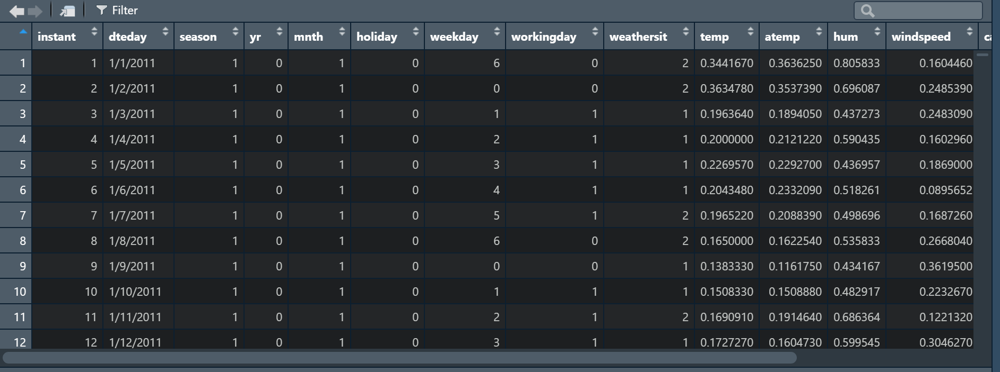 Filter
instant dteday season yr mnth holiday weekday workingday weathersit temp atemp hum windspeed
1 1 1/1/2011 1 0 1 0 6 0 2 0.3441670 0.3636250 0.805833 0.1604460
2 2 1/2/2011 1 0 1 0 0 0 2 0.3634780 0.3537390 0.696087 0.2485390
3 3 1/3/2011 1 0 1 0 1 1 1 0.1963640 0.1894050 0.437273 0.2483090
4 4 1/4/2011 1 0 1 0 2 1 1 0.2000000 0.2121220 0.590435 0.1602960
5 5 1/5/2011 1 0 1 0 3 1 1 0.2269570 0.2292700 0.436957 0.1869000
6 6 1/6/2011 1 0 1 0 4 1 1 0.2043480 0.2332090 0.518261 0.0895652
7 7 1/7/2011 1 0 1 0 5 1 2 0.1965220 0.2088390 0.498696 0.1687260
8 8 1/8/2011 1 0 1 0 6 0 2 0.1650000 0.1622540 0.535833 0.2668040
9 9 1/9/2011 1 0 1 0 0 0 1 0.1383330 0.1161750 0.434167 0.3619500
10 10 1/10/2011 1 0 1 0 1 1 1 0.1508330 0.1508880 0.482917 0.2232670
11 11 1/11/2011 1 0 1 0 2 1 2 0.1690910 0.1914640 0.686364 0.1221320
12 12 1/12/2011 1 0 1 0 3 1 1 0.1727270 0.1604730 0.599545 0.3046270